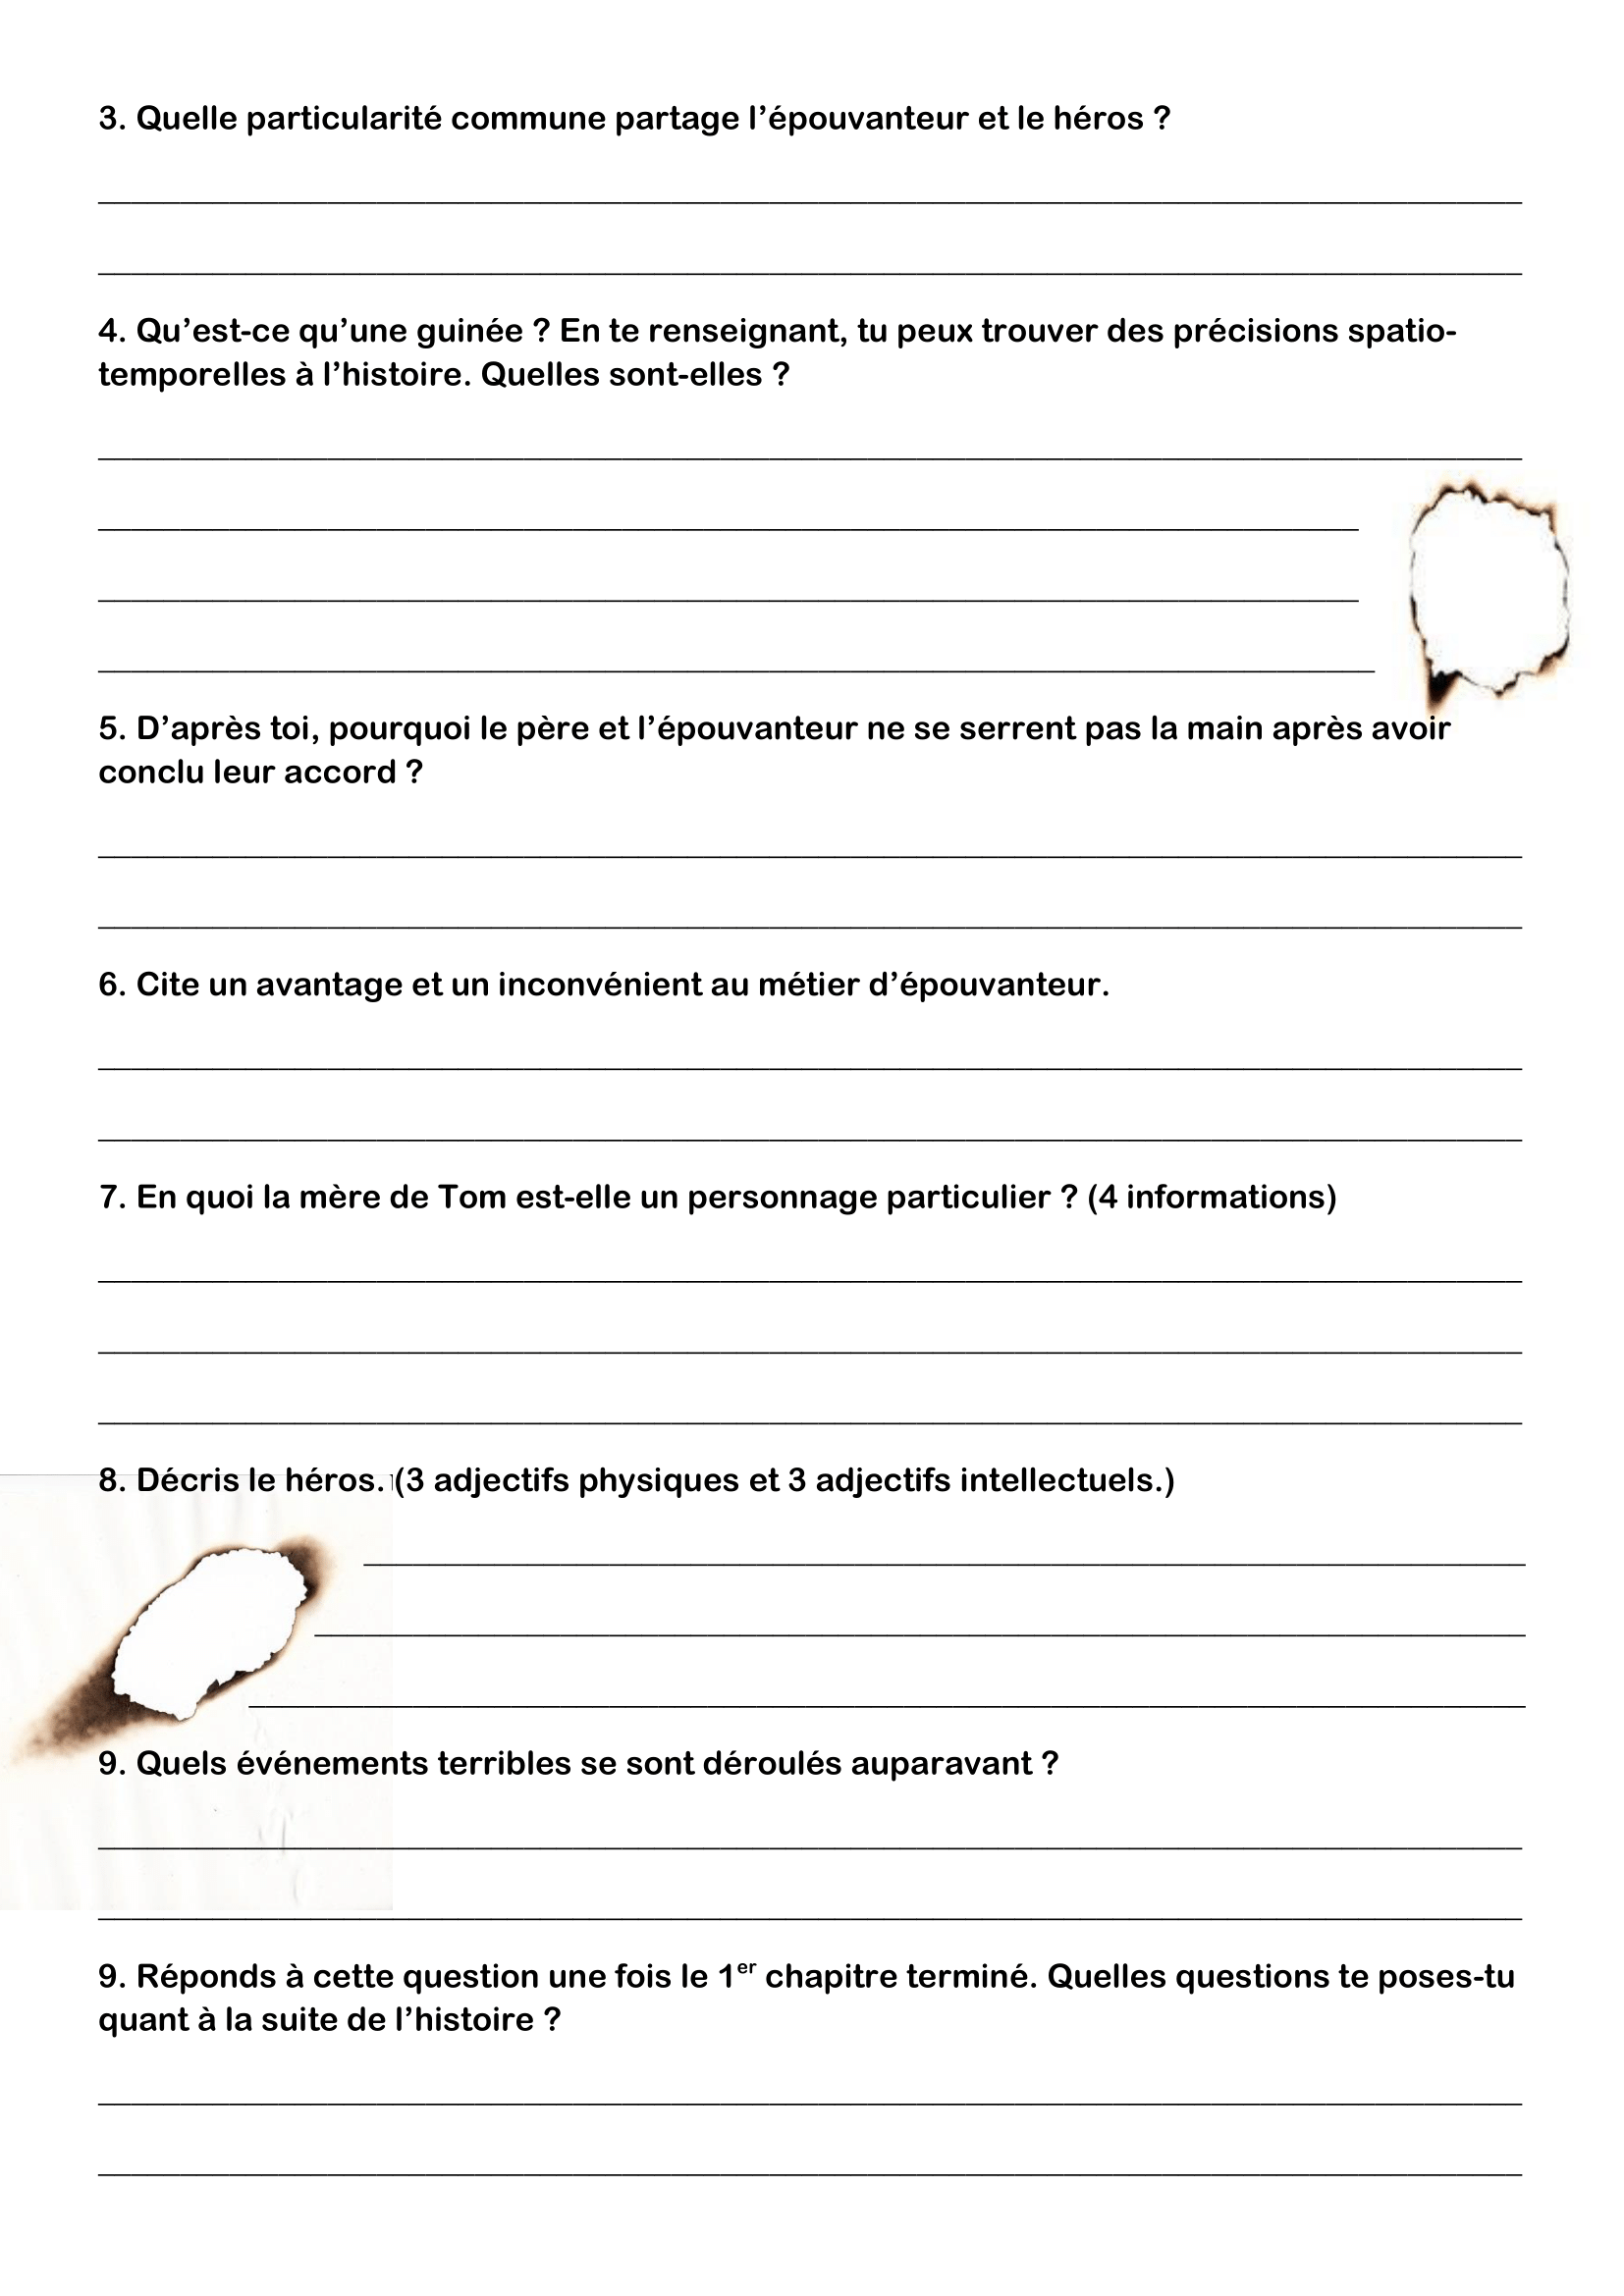 3. Quelle particularité commune partage l’épouvanteur et le héros ?
4. Qu’est-ce qu’une guinée ? En te renseignant, tu peux trouver des précisions spatio-
temporelles à l’histoire. Quelles sont-elles ?
5. D’après toi, pourquoi le père et l’épouvanteur ne se serrent pas la main après avoir
conclu leur accord ?
6. Cite un avantage et un inconvénient au métier d’épouvanteur.
7. En quoi la mère de Tom est-elle un personnage particulier ? (4 informations)
8. Décris le héros. (3 adjectifs physiques et 3 adjectifs intellectuels.)
9. Quels événements terribles se sont déroulés auparavant ?
9. Réponds à cette question une fois le 1er chapitre terminé. Quelles questions te poses-tu
quant à la suite de l’histoire ?